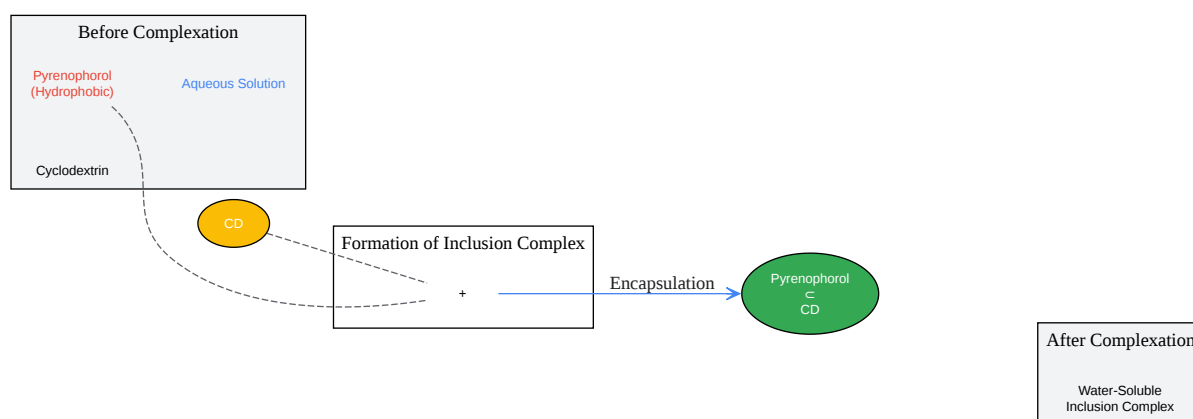 Before Complexation
Pyrenophorol
(Hydrophobic)
Aqueous Solution
Cyclodextrin
CD
Formation of Inclusion Complex
+
Encapsulation
Pyrenophorol
⊂
CD
After Complexation
Water-Soluble
Inclusion Complex